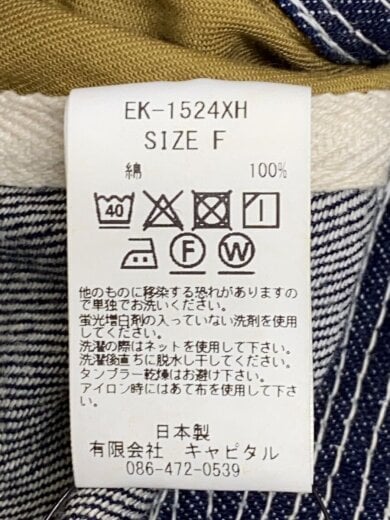 EK-1524XH
SIZE F
綿 100%
40
F W
他のものに移染する恐れがありますの
で単独でお洗いください。
蛍光増白剤の入っていない洗剤を使用
してください。
洗濯の際はネットを使用してください。
洗濯後直ちに脱水し干してください。
タンブラー乾燥はお避け下さい。
アイロン時にはあて布を使用して下さ
い。
日本製
有限会社 キャピタル
086-472-0539